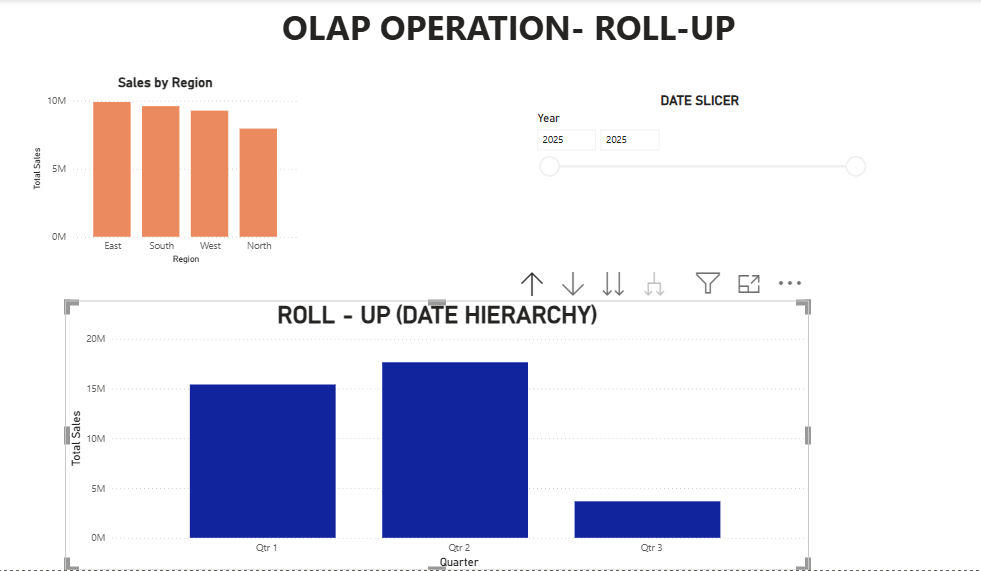 OLAP OPERATION- ROLL-UP
Sales by Region
10M
5M
0M
Total Sales
East South West North
Region
DATE SLICER
Year
2025 2025
ROLL - UP (DATE HIERARCHY)
20M
15M
10M
5M
0M
Total Sales
Qtr 1 Qtr 2 Qtr 3
Quarter